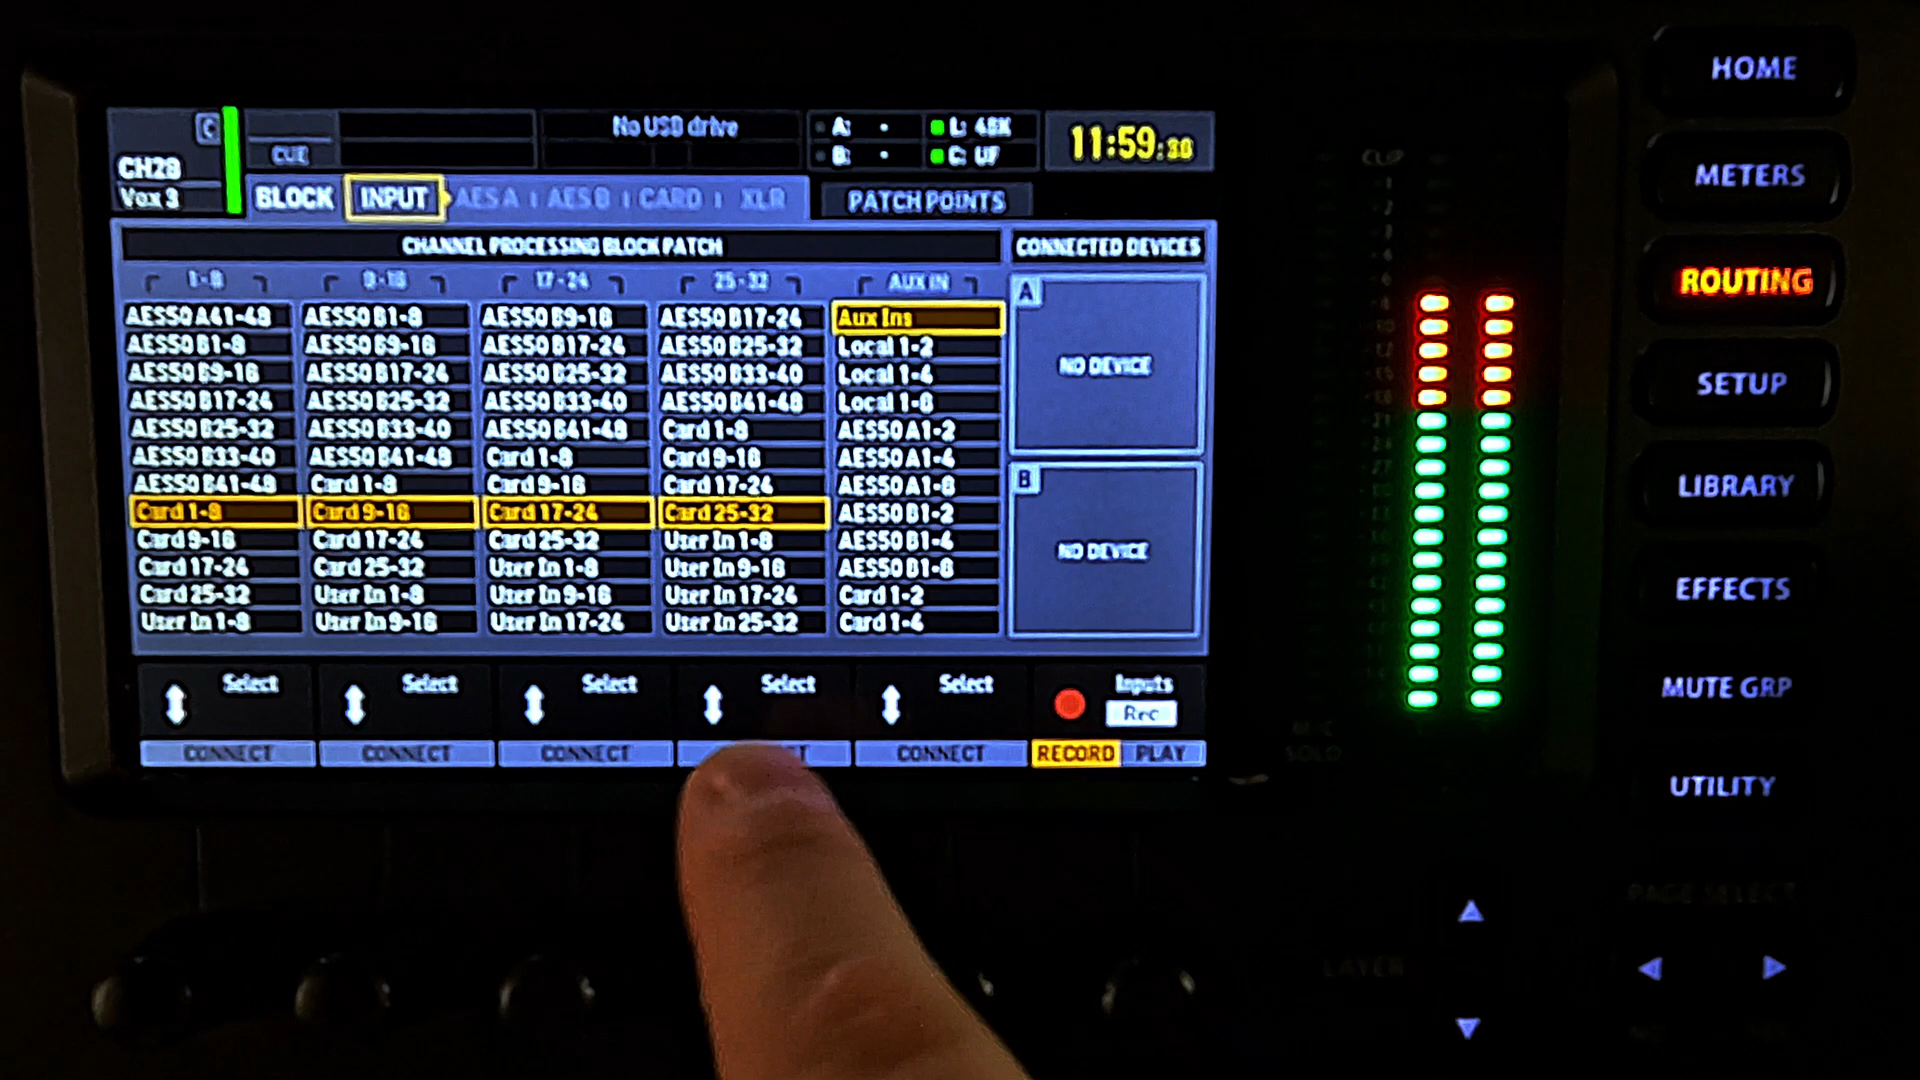 C
CH28
Vox 3
CUE
No USB drive
A:
B:
L: 48K
C: UF
11:59:30
BLOCK INPUT AES A AES B CARD XLR
PATCH POINTS
CHANNEL PROCESSING BLOCK PATCH
CONNECTED DEVICES
1-8 9-16 17-24 25-32 AUX IN
AES50 A41-48 AES50 B1-8 AES50 B9-16 AES50 B17-24 Aux Ins
AES50 B1-8 AES50 B9-16 AES50 B17-24 AES50 B25-32 Local 1-2
AES50 B9-16 AES50 B17-24 AES50 B25-32 AES50 B33-40 Local 1-4
AES50 B17-24 AES50 B25-32 AES50 B33-40 AES50 B41-48 Local 1-8
AES50 B25-32 AES50 B33-40 AES50 B41-48 Card 1-8 AES50 A1-2
AES50 B33-40 AES50 B41-48 Card 1-8 Card 9-16 AES50 A1-4
AES50 B41-48 Card 1-8 Card 9-16 Card 17-24 AES50 A1-8
Card 1-8 Card 9-16 Card 17-24 Card 25-32 AES50 B1-2
Card 9-16 Card 17-24 Card 25-32 User In 1-8 AES50 B1-4
Card 17-24 Card 25-32 User In 1-8 User In 9-16 AES50 B1-8
Card 25-32 User In 1-8 User In 9-16 User In 17-24 Card 1-2
User In 1-8 User In 9-16 User In 17-24 User In 25-32 Card 1-4
A
NO DEVICE
B
NO DEVICE
Select Select Select Select Select Inputs
Rec
CONNECT CONNECT CONNECT CONNECT RECORD PLAY
CLIP
SOLO
HOME
METERS
ROUTING
SETUP
LIBRARY
EFFECTS
MUTE GRP
UTILITY
PAGE SELECT
LAYER